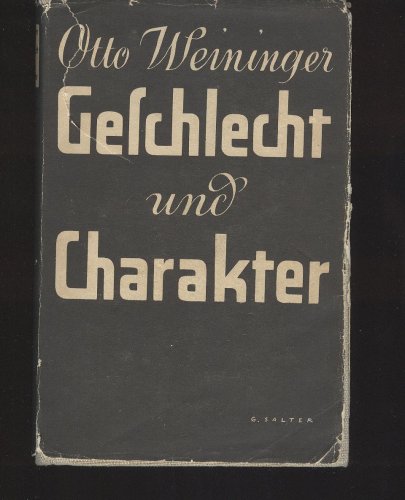 Otto Weininger
Geſchlecht
und
Charakter
G. SALTER